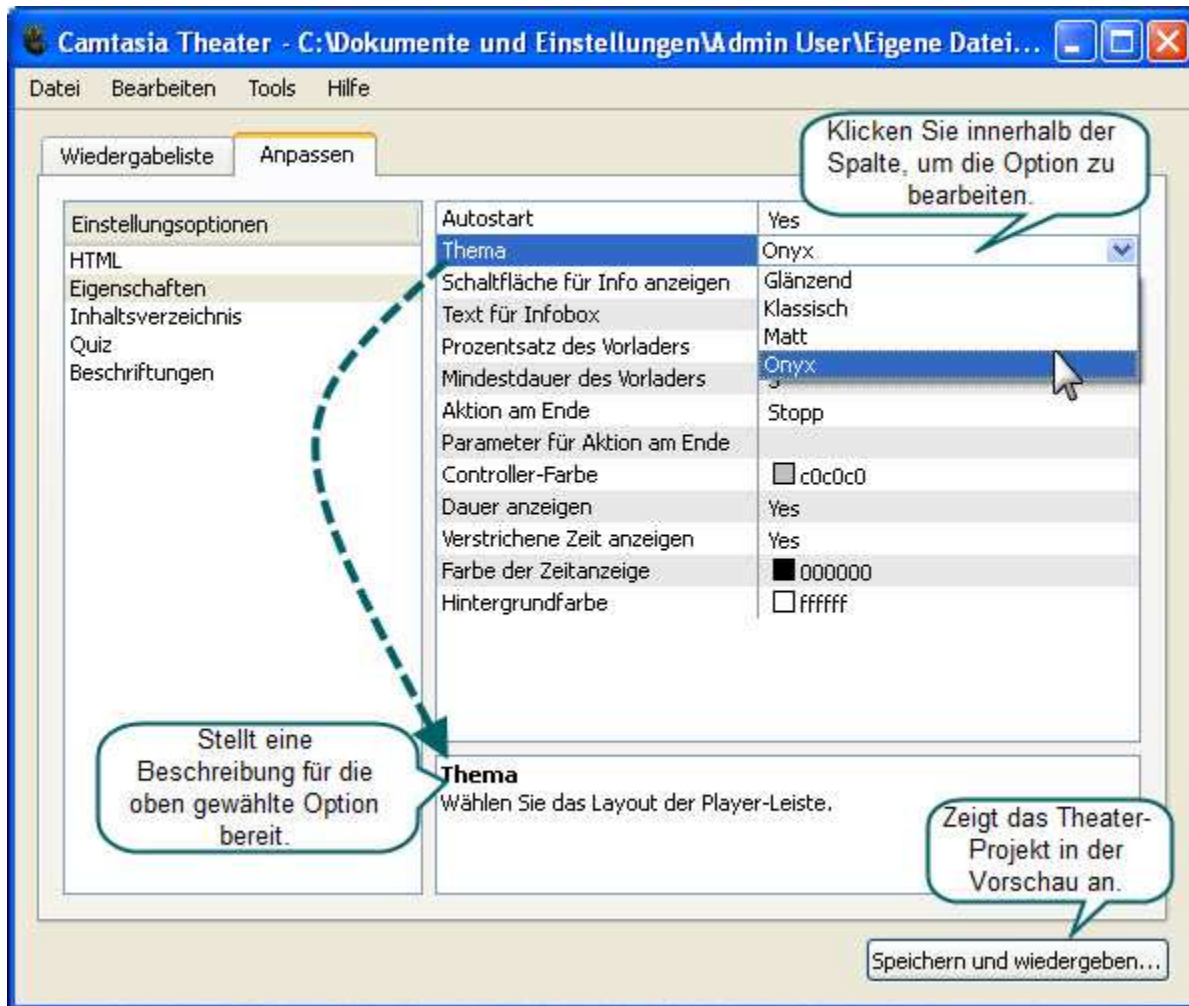 Camtasia Theater - C:\Dokumente und Einstellungen\Admin User\Eigene Datei...
Datei Bearbeiten Tools Hilfe
Wiedergabeliste Anpassen
Klicken Sie innerhalb der
Spalte, um die Option zu
bearbeiten.
Einstellungsoptionen
HTML
Eigenschaften
Inhaltsverzeichnis
Quiz
Beschriftungen
Autostart Yes
Thema Onyx
Schaltfläche für Info anzeigen
Text für Infobox
Prozentsatz des Vorladers
Mindestdauer des Vorladers
Glänzend
Klassisch
Matt
Onyx
Aktion am Ende Stopp
Parameter für Aktion am Ende
Controller-Farbe c0c0c0
Dauer anzeigen Yes
Verstrichene Zeit anzeigen Yes
Farbe der Zeitanzeige 000000
Hintergrundfarbe ffffff
Stellt eine
Beschreibung für die
oben gewählte Option
bereit.
Thema
Wählen Sie das Layout der Player-Leiste.
Zeigt das Theater-
Projekt in der
Vorschau an.
Speichern und wiedergeben...